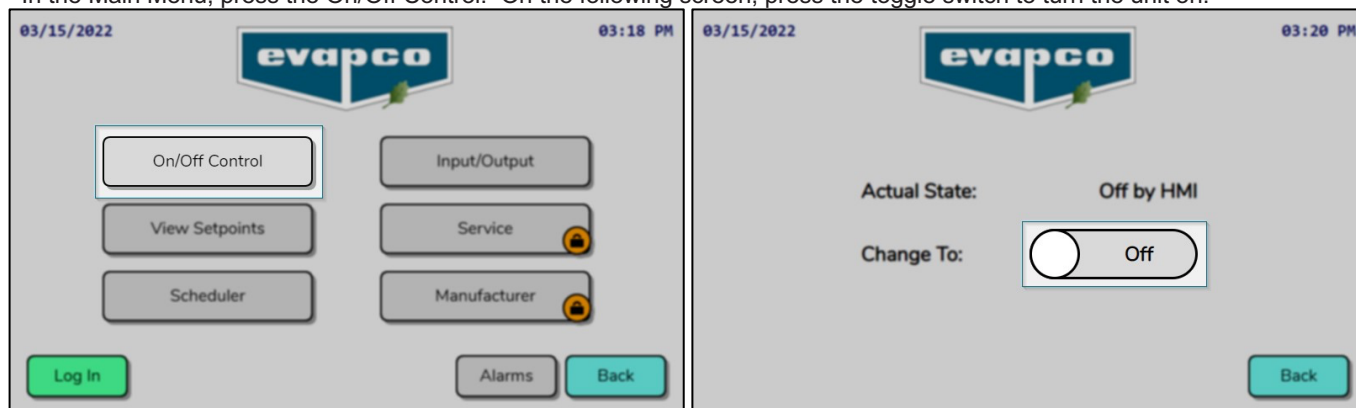 In the Main Menu, press the On/Off Control. On the following screen, press the toggle switch to turn the unit on.
03/15/2022 03:18 PM
evapco
On/Off Control Input/Output
View Setpoints Service
Scheduler Manufacturer
Log In Alarms Back
03/15/2022 03:20 PM
evapco
Actual State: Off by HMI
Change To: Off
Back